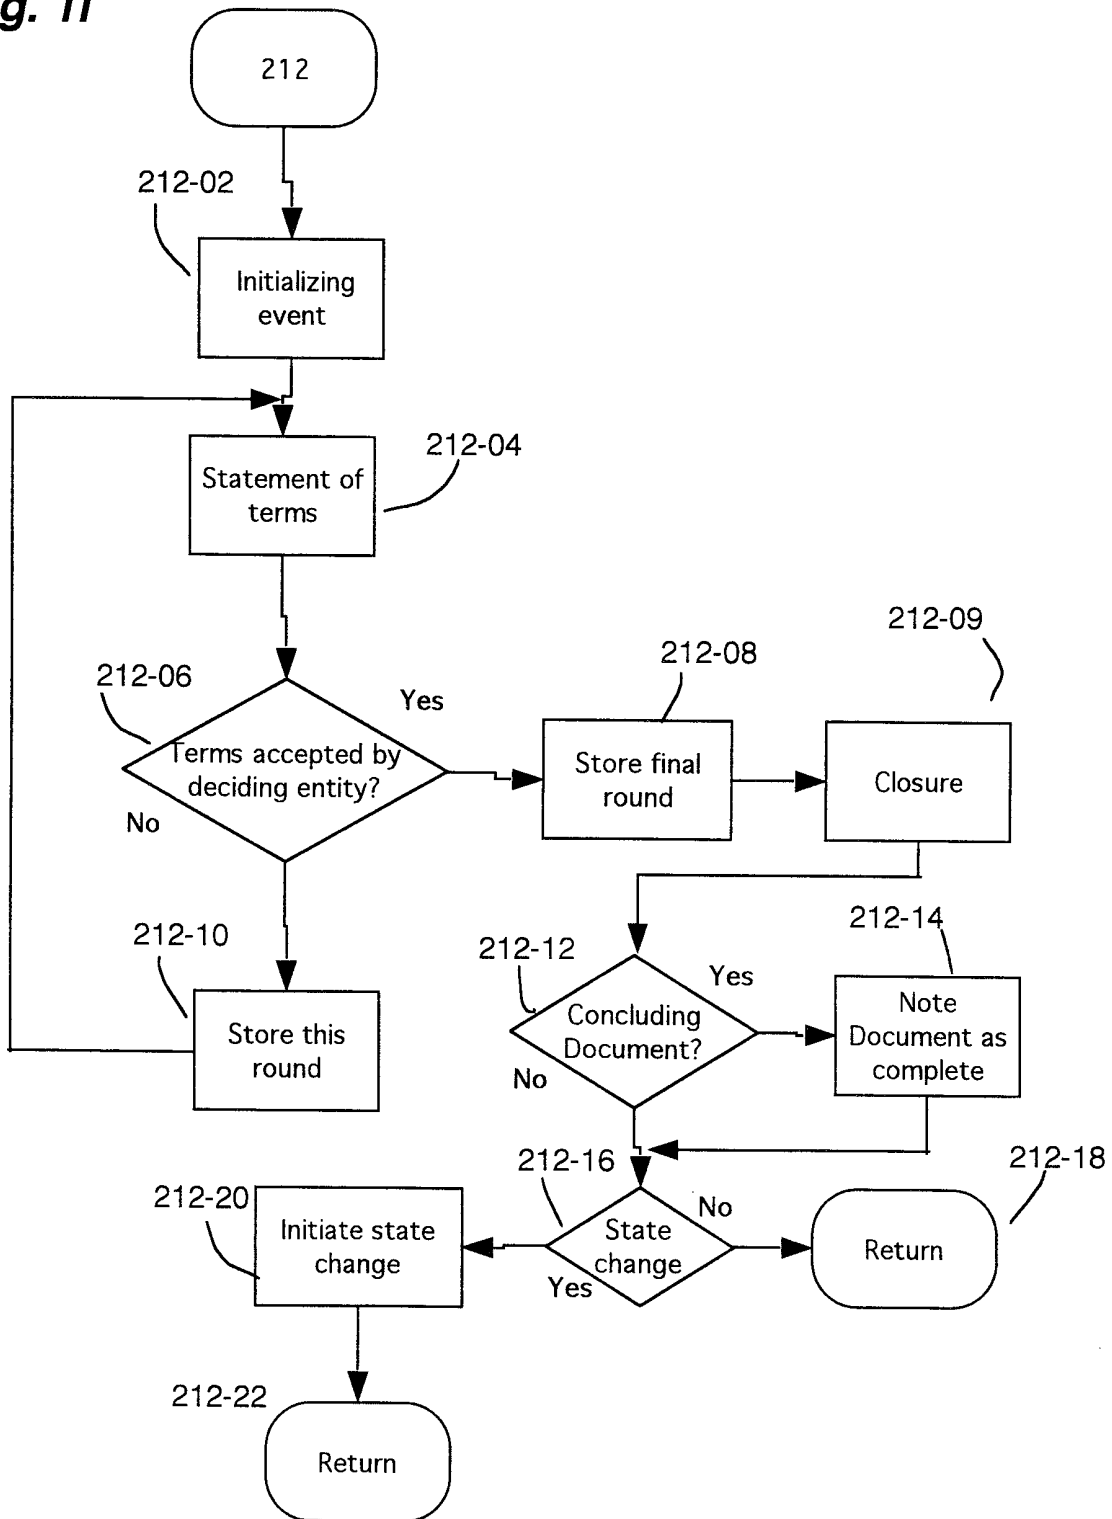 g. 11
212
212-02
Initializing
event
212-04
Statement of
terms
212-09
212-08
212-06
Yes
Terms accepted by
deciding entity?
Store final
round
Closure
No
212-14
212-10
212-12
Yes
Note
Document as
complete
Concluding
Document?
Store this
round
No
212-18
212-16
212-20
No
Initiate state
change
State
change
Return
Yes
212-22
Return